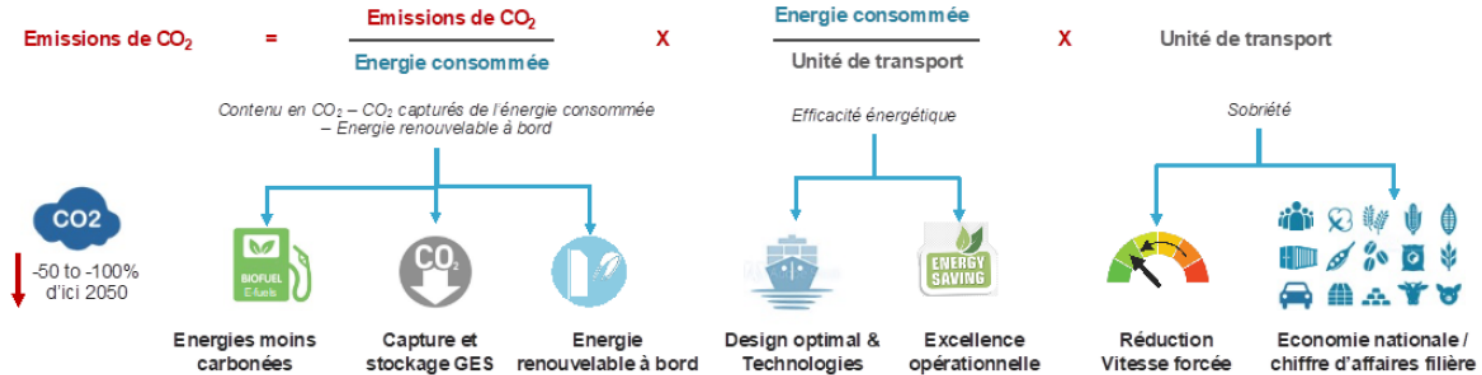 Emissions de CO₂ = Emissions de CO₂ / Energie consommée X Energie consommée / Unité de transport X Unité de transport
Contenu en CO₂ – CO₂ capturés de l'énergie consommée
– Energie renouvelable à bord
Efficacité énergétique
Sobriété
CO2
-50 to -100%
d'ici 2050
BIOFUEL
E-fuels
CO₂
ENERGY
SAVING
Energies moins
carbonées
Capture et
stockage GES
Energie
renouvelable à bord
Design optimal &
Technologies
Excellence
opérationnelle
Réduction
Vitesse forcée
Economie nationale /
chiffre d'affaires filière